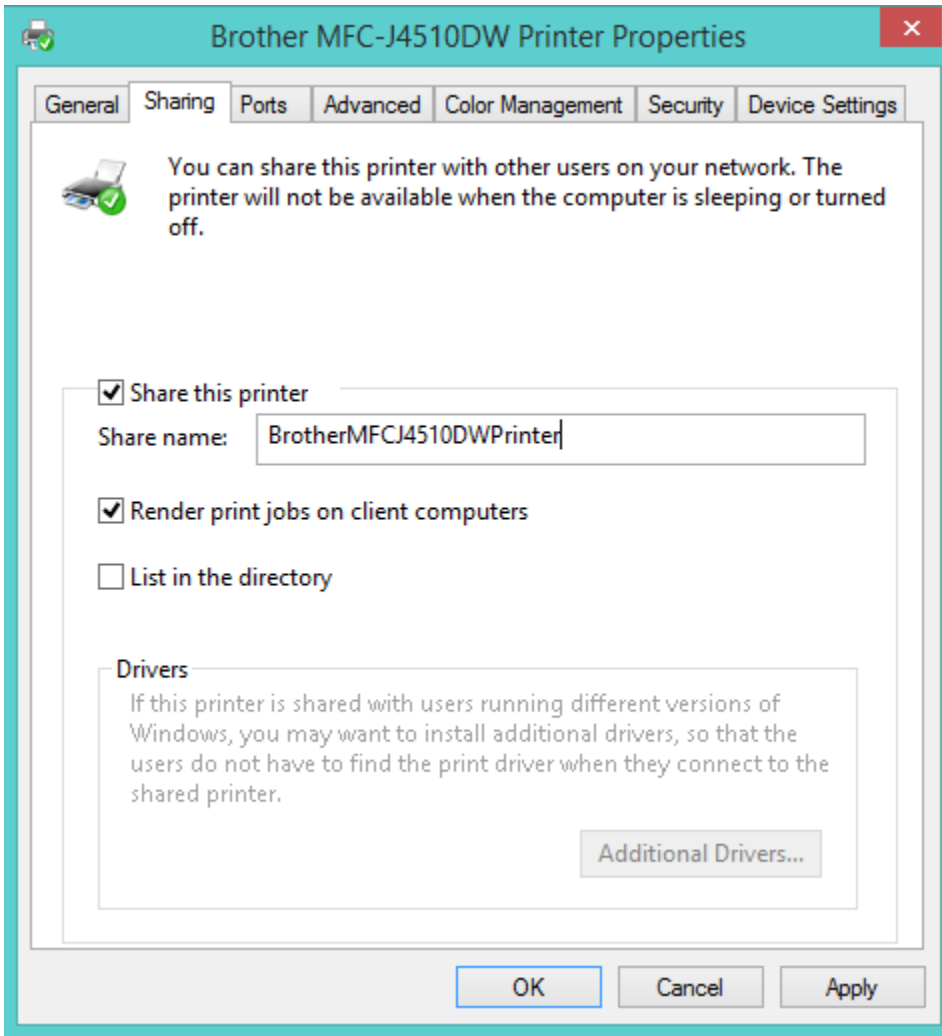 Brother MFC-J4510DW Printer Properties
General Sharing Ports Advanced Color Management Security Device Settings
You can share this printer with other users on your network. The
printer will not be available when the computer is sleeping or turned
off.
Share this printer
Share name: BrotherMFCJ4510DWPrinter
Render print jobs on client computers
List in the directory
Drivers
If this printer is shared with users running different versions of
Windows, you may want to install additional drivers, so that the
users do not have to find the print driver when they connect to the
shared printer.
Additional Drivers...
OK Cancel Apply